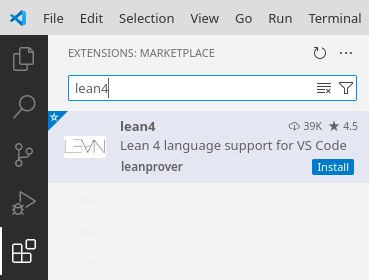 File Edit Selection View Go Run Terminal
EXTENSIONS: MARKETPLACE
lean4
lean4 39K 4.5
LEAN Lean 4 language support for VS Code
leanprover Install